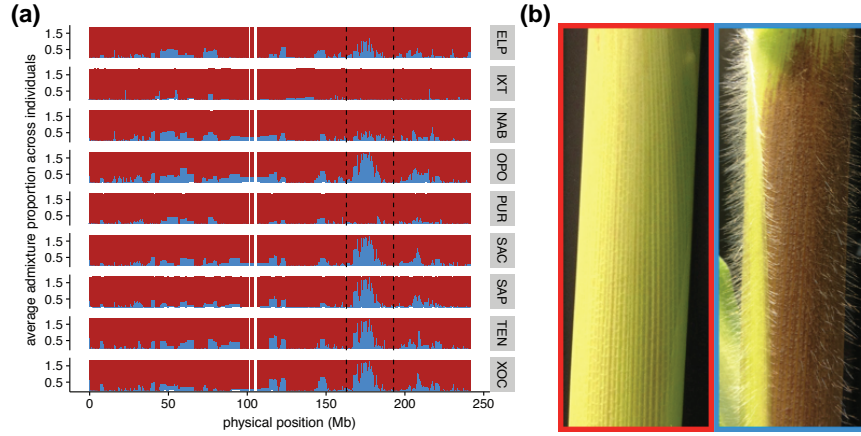 (a)
(b)
average admixture proportion across individuals
1.5
0.5
ELP
1.5
0.5
IXT
1.5
0.5
NAB
1.5
0.5
OPO
1.5
0.5
PUR
1.5
0.5
SAC
1.5
0.5
SAP
1.5
0.5
TEN
1.5
0.5
XOC
0 50 100 150 200 250
physical position (Mb)